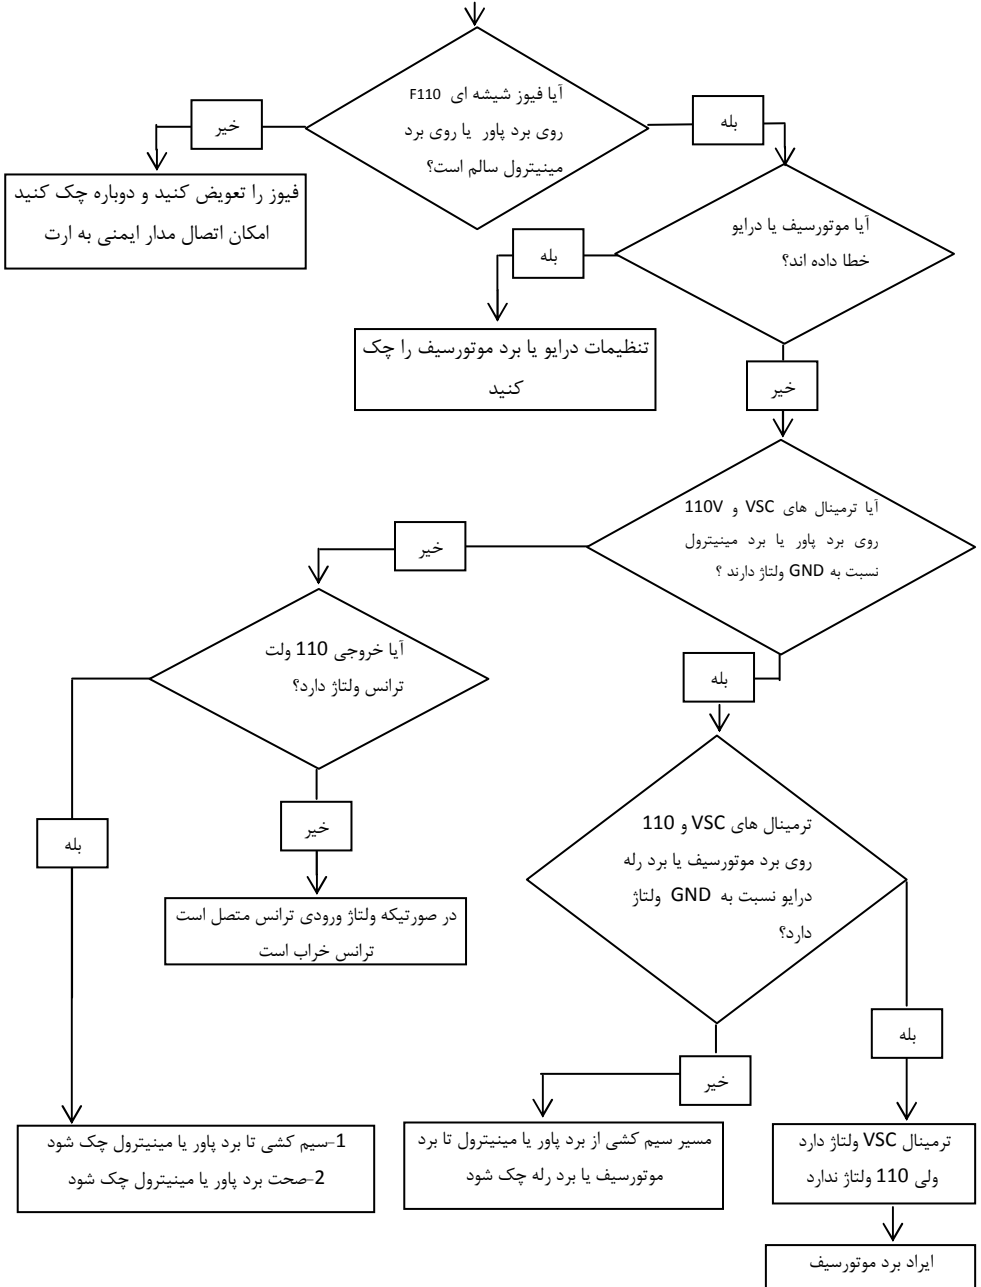 آیا فیوز شیشه ای F110
روی برد پاور یا روی برد
مینیترول سالم است؟
بله
خیر
فیوز را تعویض کنید و دوباره چک کنید
امکان اتصال مدار ایمنی به ارت
آیا موتورسیف یا درایو
خطا داده اند؟
بله
تنظیمات درایو یا برد موتورسیف را چک
کنید
خیر
آیا ترمینال های VSC و 110V
روی برد پاور یا برد مینیترول
نسبت به GND ولتاژ دارند ؟
خیر
آیا خروجی 110 ولت
ترانس ولتاژ دارد؟
بله
ترمینال های VSC و 110
روی برد موتورسیف یا برد رله
درایو نسبت به GND ولتاژ
دارد؟
خیر
بله
در صورتیکه ولتاژ ورودی ترانس متصل است
ترانس خراب است
بله
خیر
1-سیم کشی تا برد پاور یا مینیترول چک شود
2-صحت برد پاور یا مینیترول چک شود
مسیر سیم کشی از برد پاور یا مینیترول تا برد
موتورسیف یا برد رله چک شود
ترمینال VSC ولتاژ دارد
ولی 110 ولتاژ ندارد
ایراد برد موتورسیف